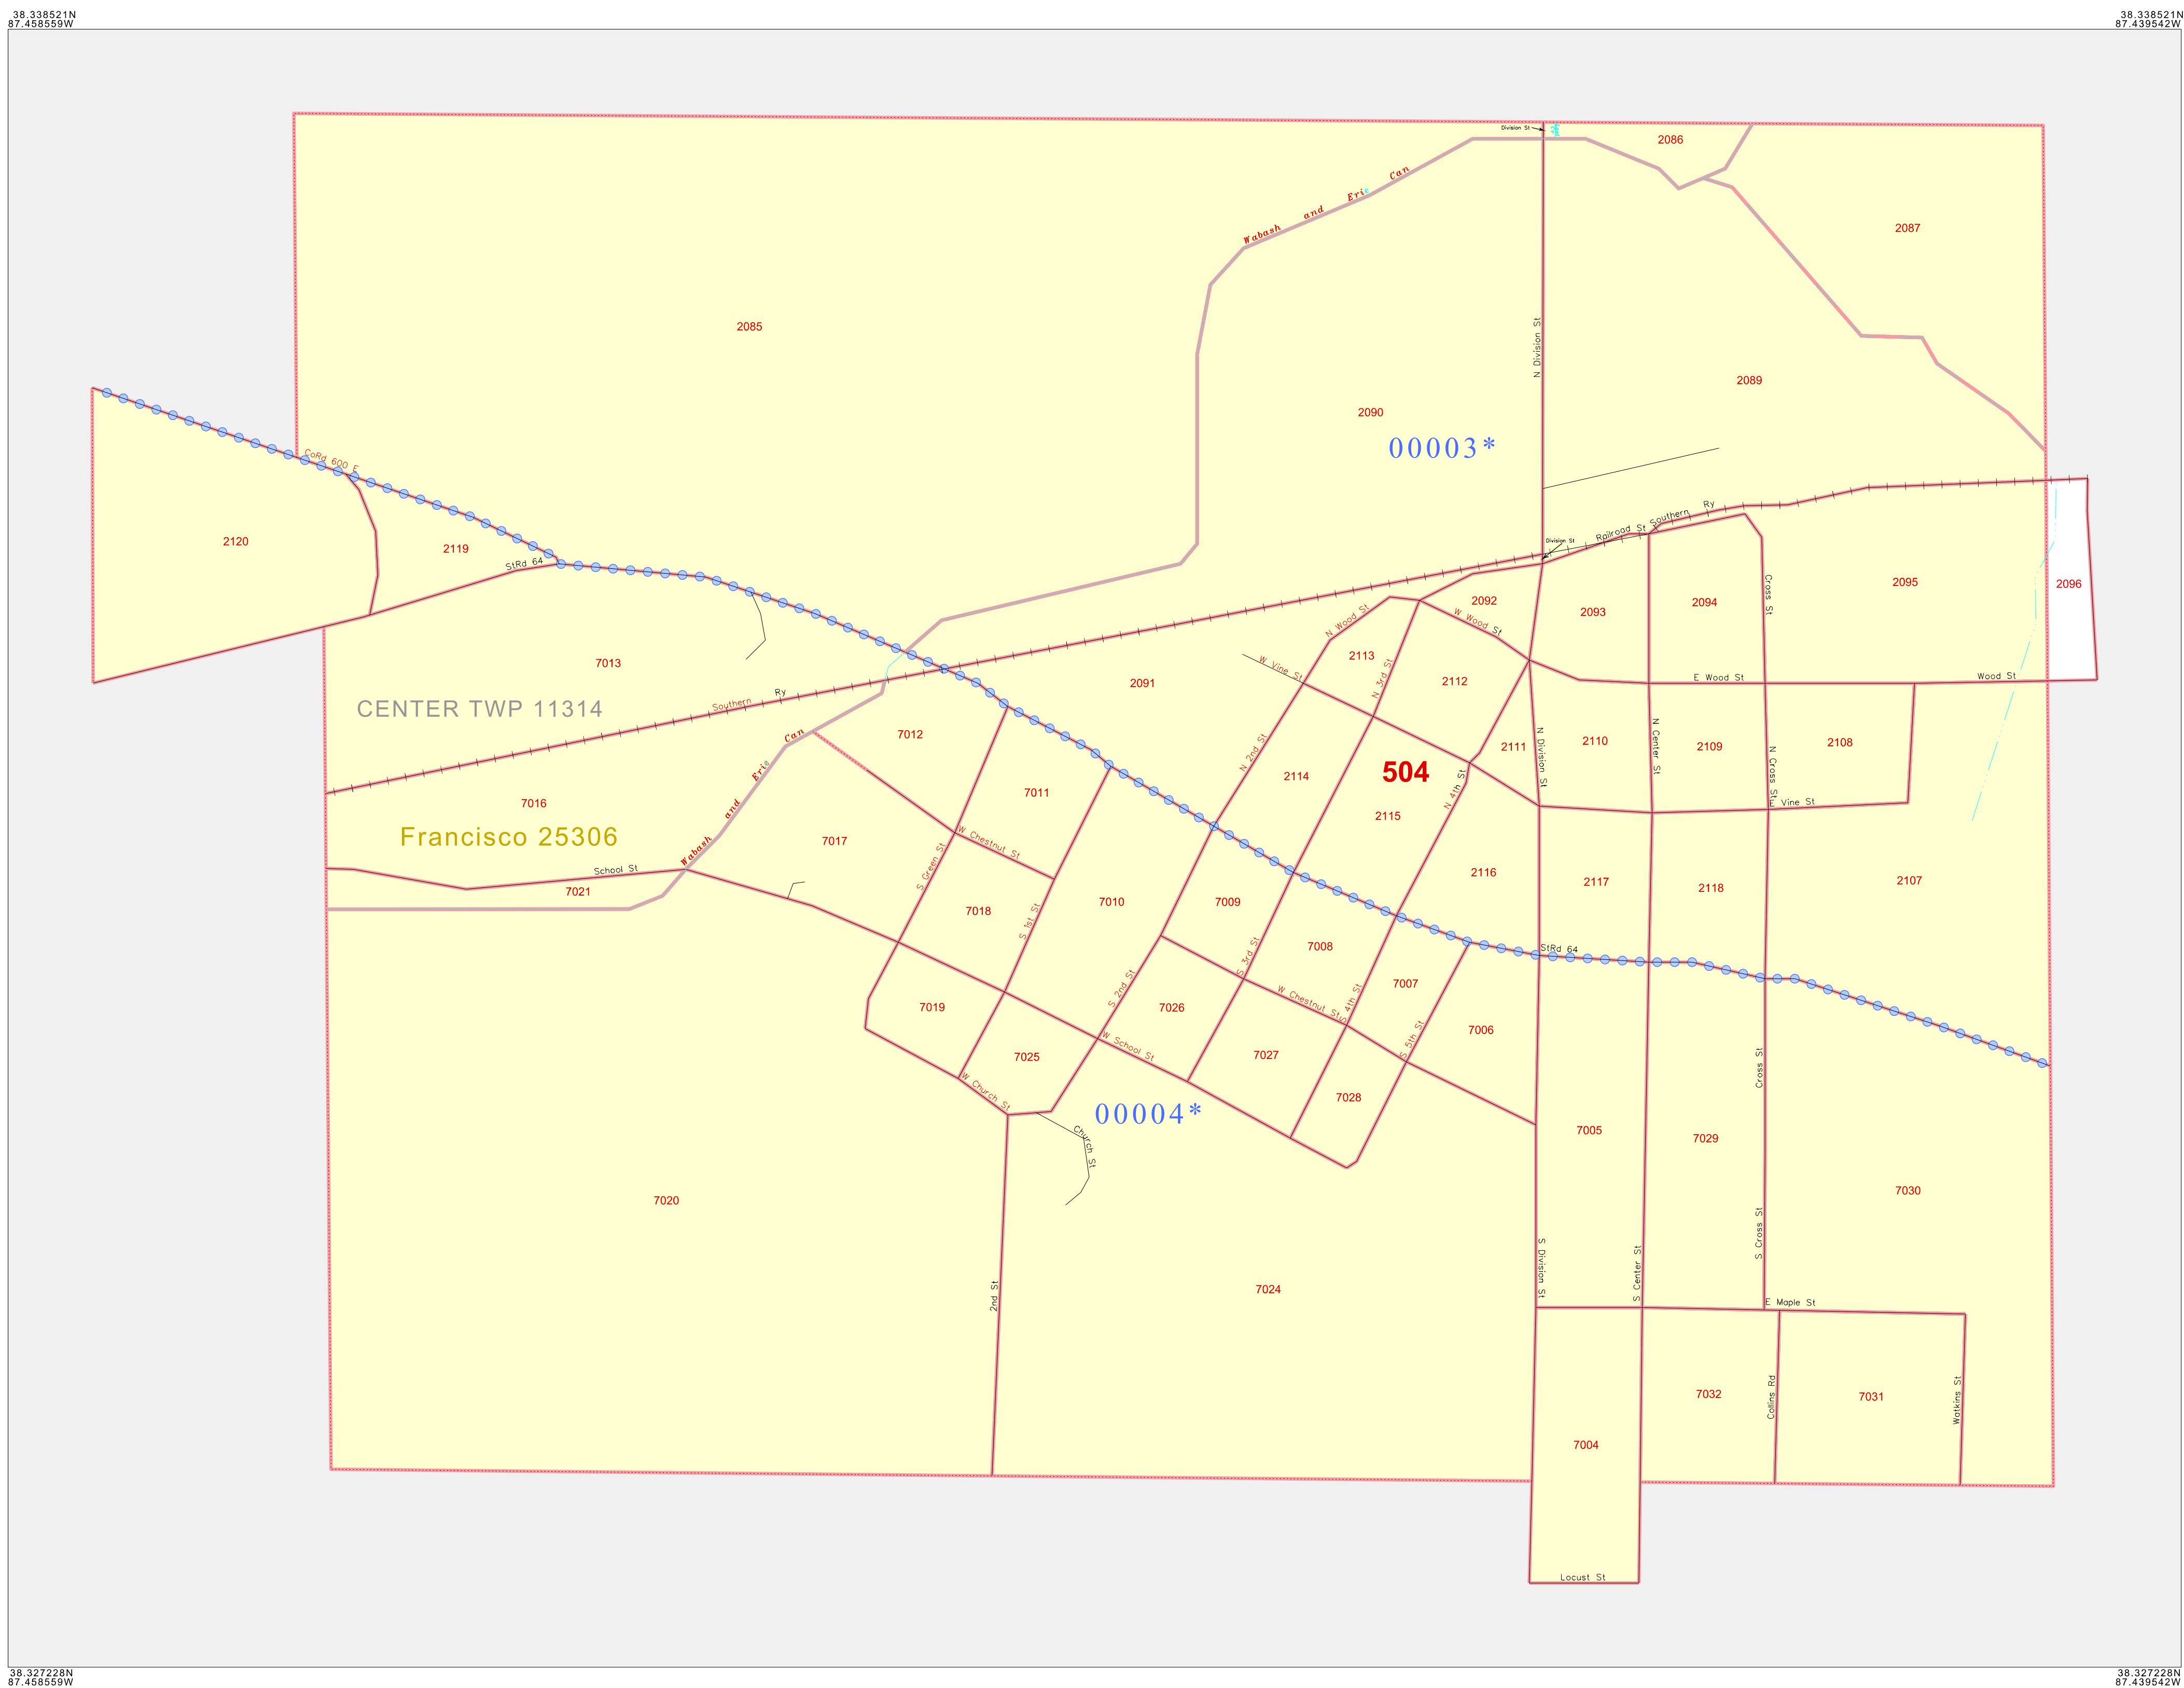 38.338521N
87.458559W
38.338521N
87.439542W
Division St
2086
Wabash and Erie Can
2087
2085
N Division St
2089
2090
00003*
CoRd 600 E
2120
2119
StRd 64
Southern Ry
Railroad St
Division St
2096
2095
Cross St
2094
2093
2092
N Wood St
W Wood St
2113
7013
W Vine St
N 3rd St
2112
2091
E Wood St
Wood St
CENTER TWP 11314
Southern Ry
7012
Wabash and Erie Can
N 2nd St
2111
N Division St
2110
N Center St
2109
N Cross St
2108
504
2114
N 4th St
7011
7016
E Vine St
2115
Francisco 25306
7017
W Chestnut St
S Green St
School St
2116
2117
2118
2107
7021
7018
S 1st St
7010
7009
7008
StRd 64
S 3rd St
S 2nd St
7007
W Chestnut St
S 4th St
7019
7026
7006
W School St
S 5th St
7025
7027
W Church St
7028
Cross St
00004*
Church St
7005
7029
7020
7030
S Cross St
S Division St
S Center St
2nd St
7024
E Maple St
7032
Collins Rd
7031
Watkins St
7004
Locust St
38.327228N
87.458559W
38.327228N
87.439542W